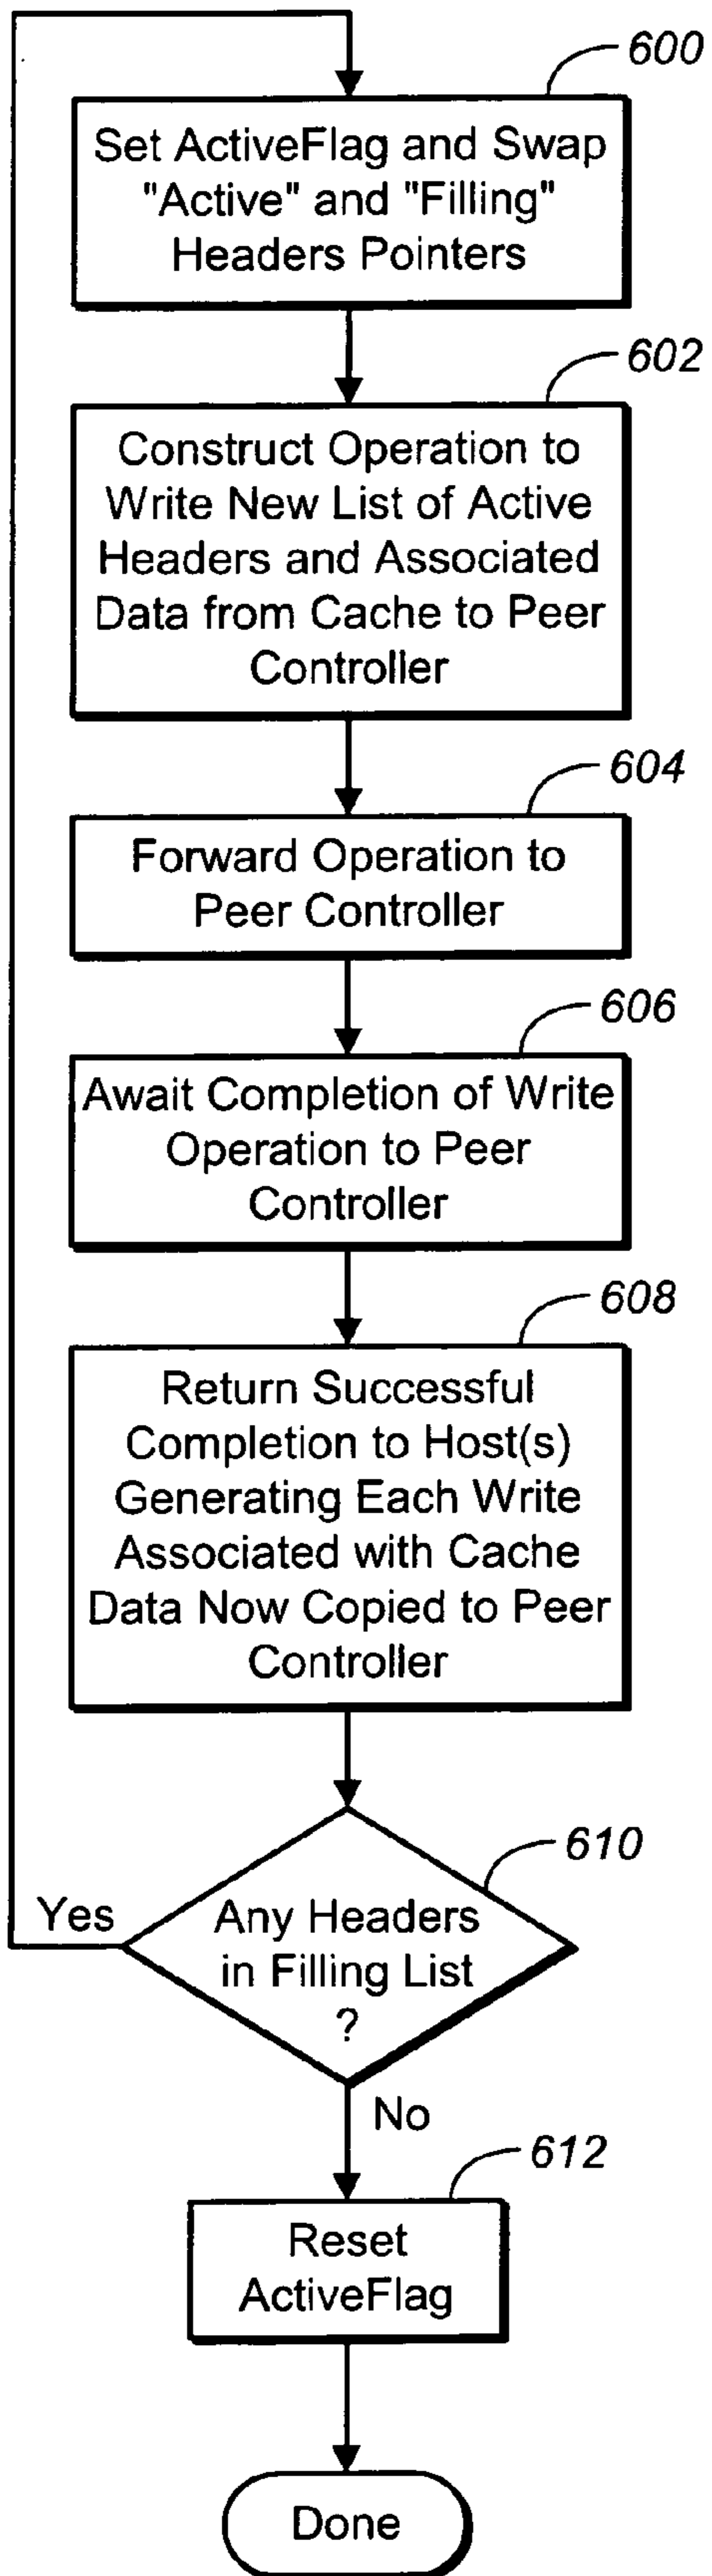 600
Set ActiveFlag and Swap
"Active" and "Filling"
Headers Pointers
602
Construct Operation to
Write New List of Active
Headers and Associated
Data from Cache to Peer
Controller
604
Forward Operation to
Peer Controller
606
Await Completion of Write
Operation to Peer
Controller
608
Return Successful
Completion to Host(s)
Generating Each Write
Associated with Cache
Data Now Copied to Peer
Controller
610
Yes
Any Headers
in Filling List
?
No
612
Reset
ActiveFlag
Done